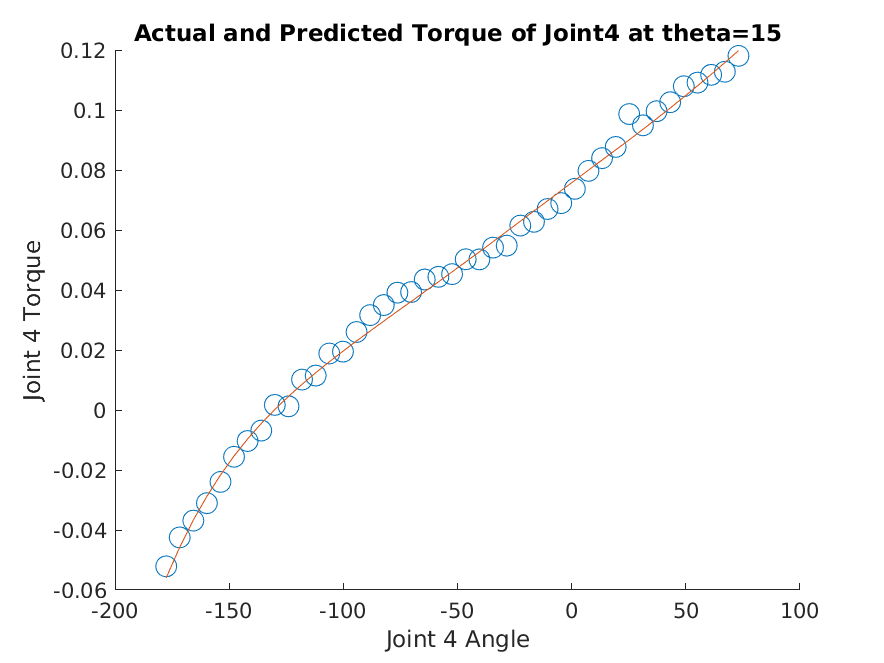 Actual and Predicted Torque of Joint4 at theta=15
0.12
0.1
0.08
0.06
0.04
0.02
0
-0.02
-0.04
-0.06
Joint 4 Torque
-200 -150 -100 -50 0 50 100
Joint 4 Angle